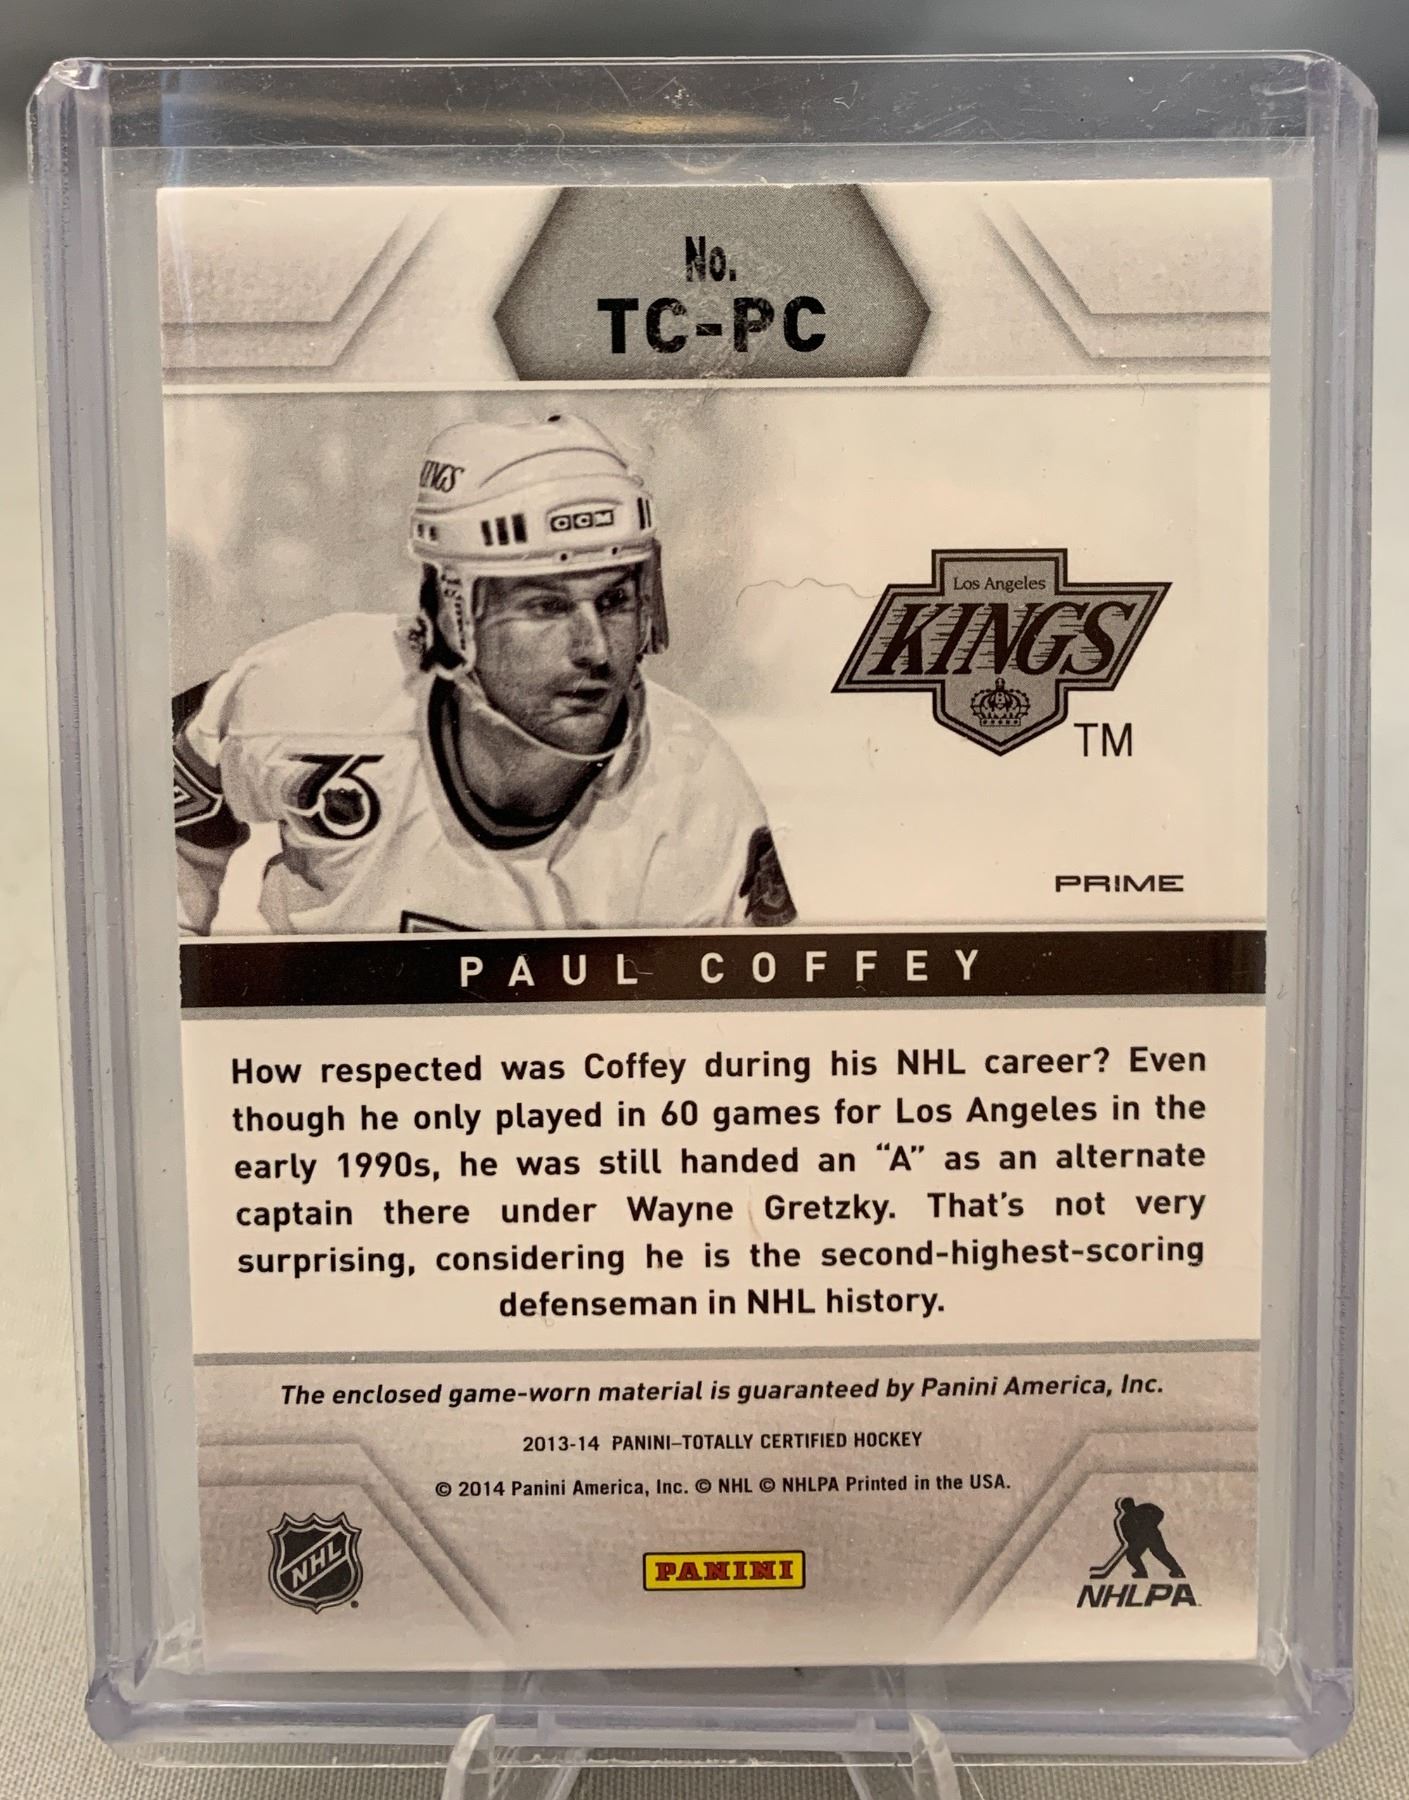 No.
TC-PC
KINGS
CCM
75
Los Angeles
KINGS
TM
PRIME
PAUL COFFEY
How respected was Coffey during his NHL career? Even
though he only played in 60 games for Los Angeles in the
early 1990s, he was still handed an “A” as an alternate
captain there under Wayne Gretzky. That’s not very
surprising, considering he is the second-highest-scoring
defenseman in NHL history.
The enclosed game-worn material is guaranteed by Panini America, Inc.
2013-14 PANINI–TOTALLY CERTIFIED HOCKEY
© 2014 Panini America, Inc. © NHL © NHLPA Printed in the USA.
NHL
PANINI
NHLPA